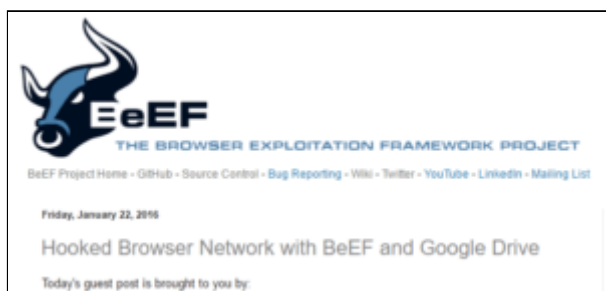 BeEF
THE BROWSER EXPLOITATION FRAMEWORK PROJECT
BeEF Project Home - GitHub - Source Control - Bug Reporting - Wiki - Twitter - YouTube - LinkedIn - Mailing List
Friday, January 22, 2016
Hooked Browser Network with BeEF and Google Drive
Today's guest post is brought to you by: